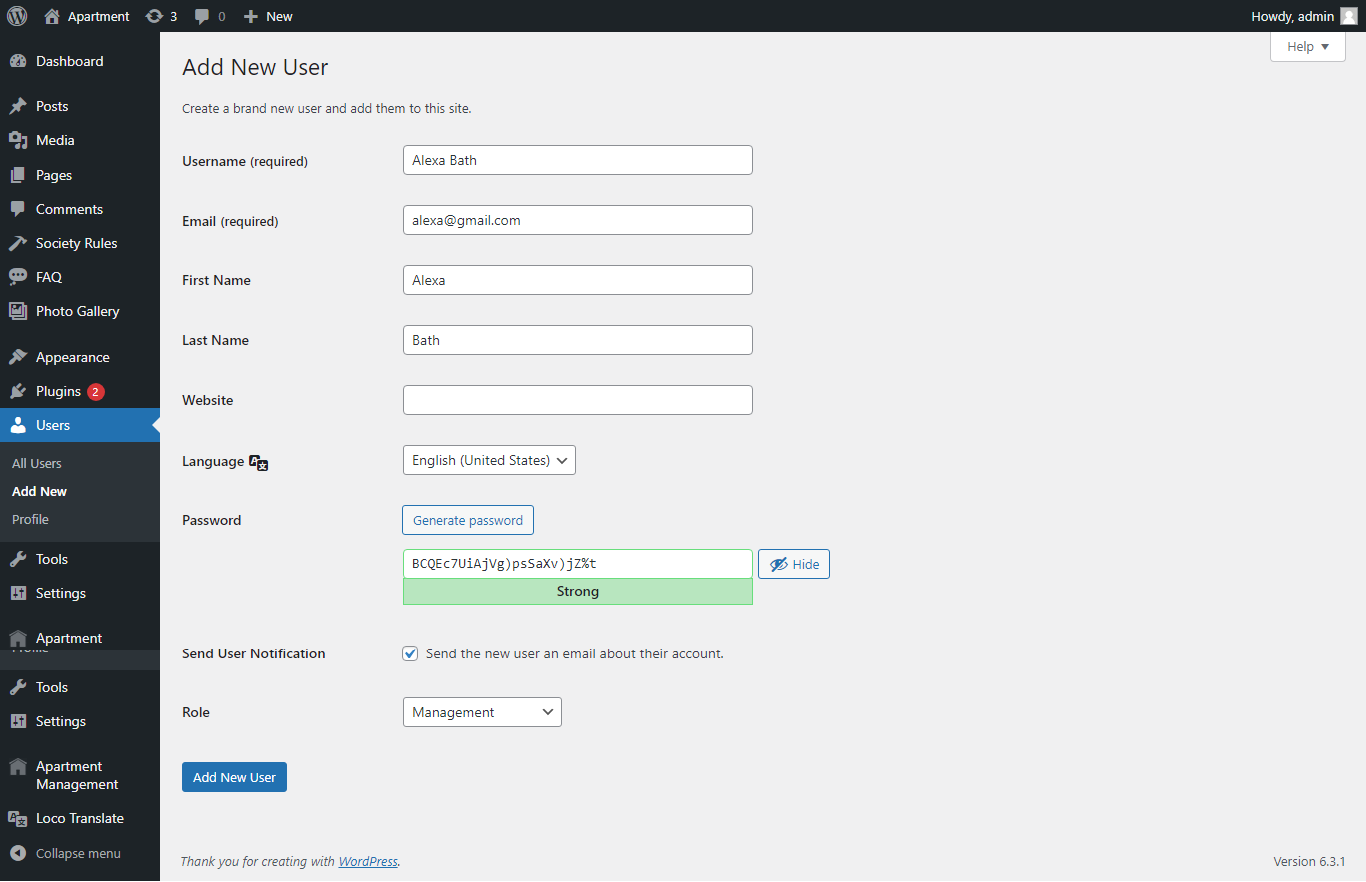 Apartment 3 0 New Howdy, admin
Help
Dashboard
Posts
Media
Pages
Comments
Society Rules
FAQ
Photo Gallery
Appearance
Plugins 2
Users
All Users
Add New
Profile
Tools
Settings
Apartment
Profile
Tools
Settings
Apartment
Management
Loco Translate
Collapse menu
Add New User
Create a brand new user and add them to this site.
Username (required) Alexa Bath
Email (required) alexa@gmail.com
First Name Alexa
Last Name Bath
Website
Language English (United States)
Password Generate password
BCQEc7UiAjVg)psSaXv)jZ%t Hide
Strong
Send User Notification Send the new user an email about their account.
Role Management
Add New User
Thank you for creating with WordPress. Version 6.3.1